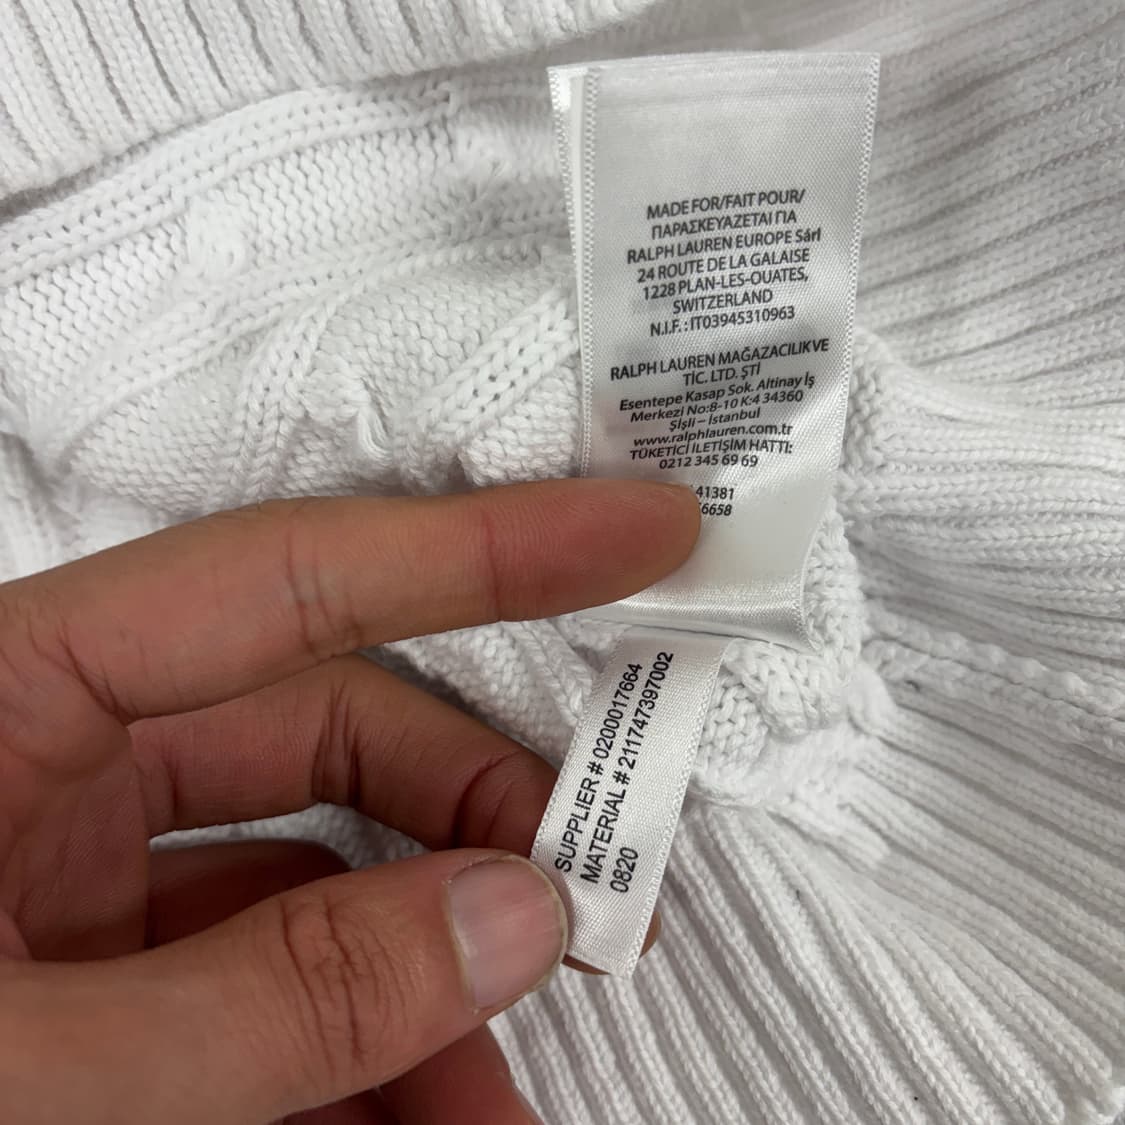 MADE FOR/FAIT POUR/
ΠΑΡΑΣΚΕΥΑΖΕΤΑΙ ΓΙΑ
RALPH LAUREN EUROPE Sárl
24 ROUTE DE LA GALAISE
1228 PLAN-LES-OUATES,
SWITZERLAND
N.I.F.: IT03945310963
RALPH LAUREN MAĞAZACILIK VE
TİC. LTD. ŞTİ
Esentepe Kasap Sok. Altinay İş
Merkezi No:8-10 K:4 34360
Şİşli – İstanbul
www.ralphlauren.com.tr
TÜKETİCİ İLETİŞİM HATTI:
0212 345 69 69
41381
6658
SUPPLIER # 0200017664
MATERIAL # 211747397002
0820